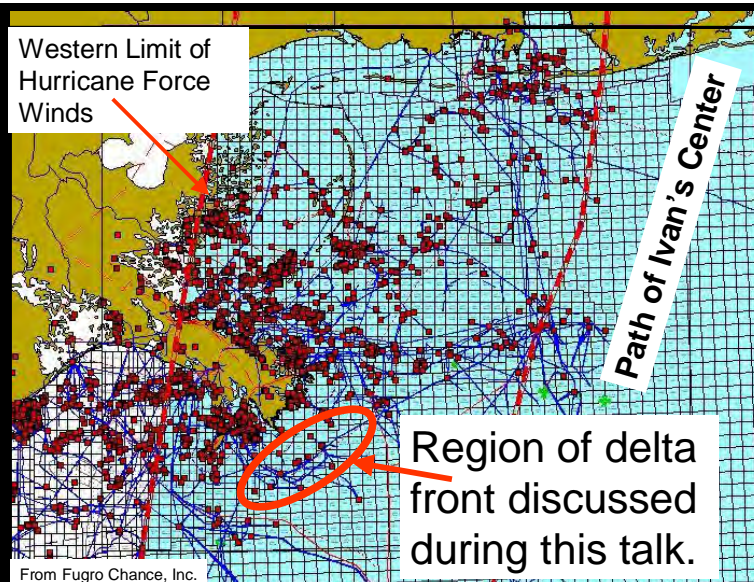 Western Limit of
Hurricane Force
Winds
Path of Ivan's Center
Region of delta
front discussed
during this talk.
From Fugro Chance, Inc.